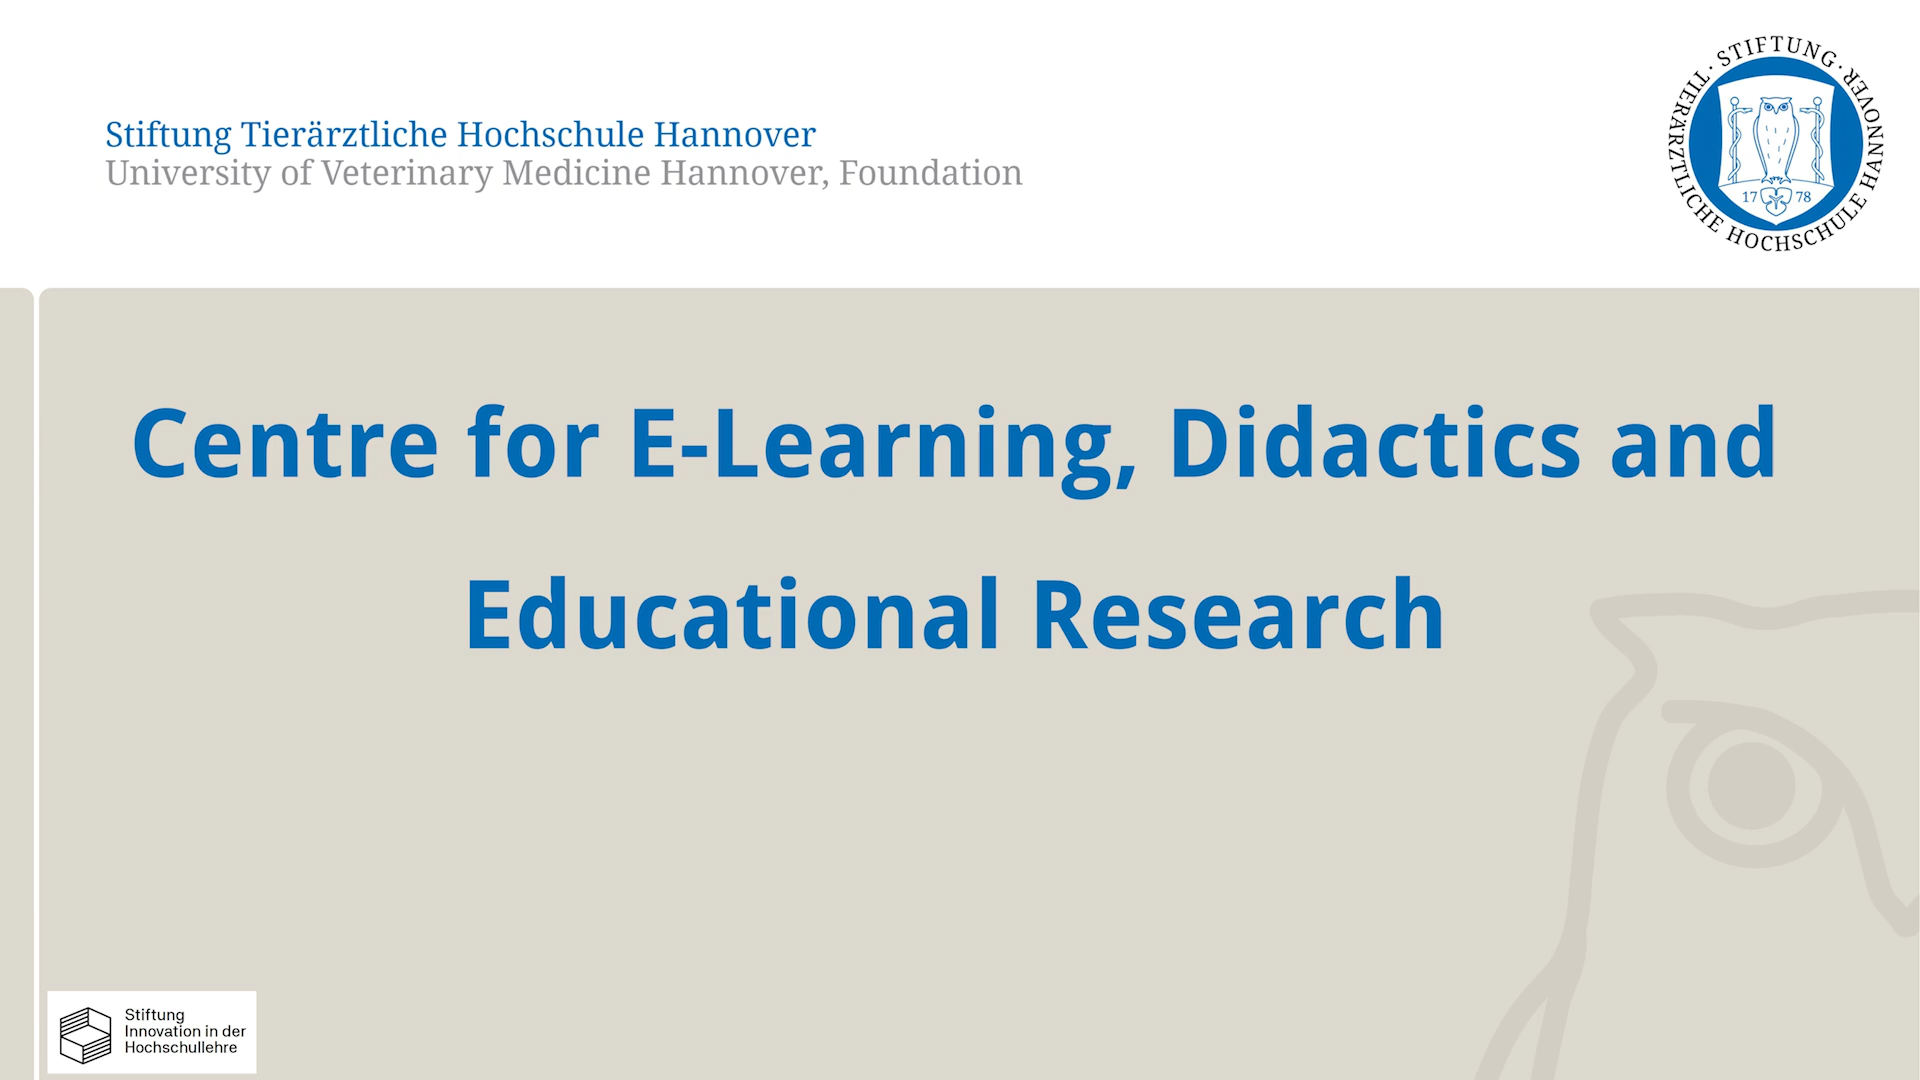 Stiftung Tierärztliche Hochschule Hannover
University of Veterinary Medicine Hannover, Foundation
· STIFTUNG · TIERÄRZTLICHE HOCHSCHULE HANNOVER
17 78
Centre for E-Learning, Didactics and
Educational Research
Stiftung
Innovation in der
Hochschullehre